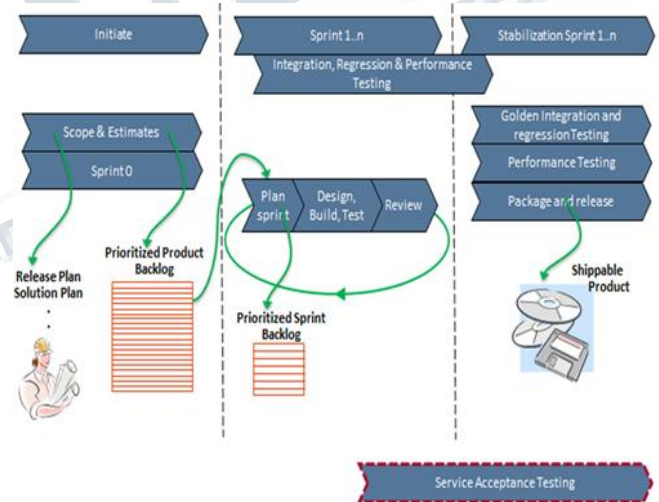 Initiate
Sprint 1..n
Stabilization Sprint 1..n
Integration, Regression & Performance
Testing
Scope & Estimates
Sprint 0
Golden Integration and
regression Testing
Performance Testing
Package and release
Plan
sprint
Design,
Build, Test
Review
Release Plan
Solution Plan
.
.
Prioritized Product
Backlog
Prioritized Sprint
Backlog
Shippable
Product
Service Acceptance Testing